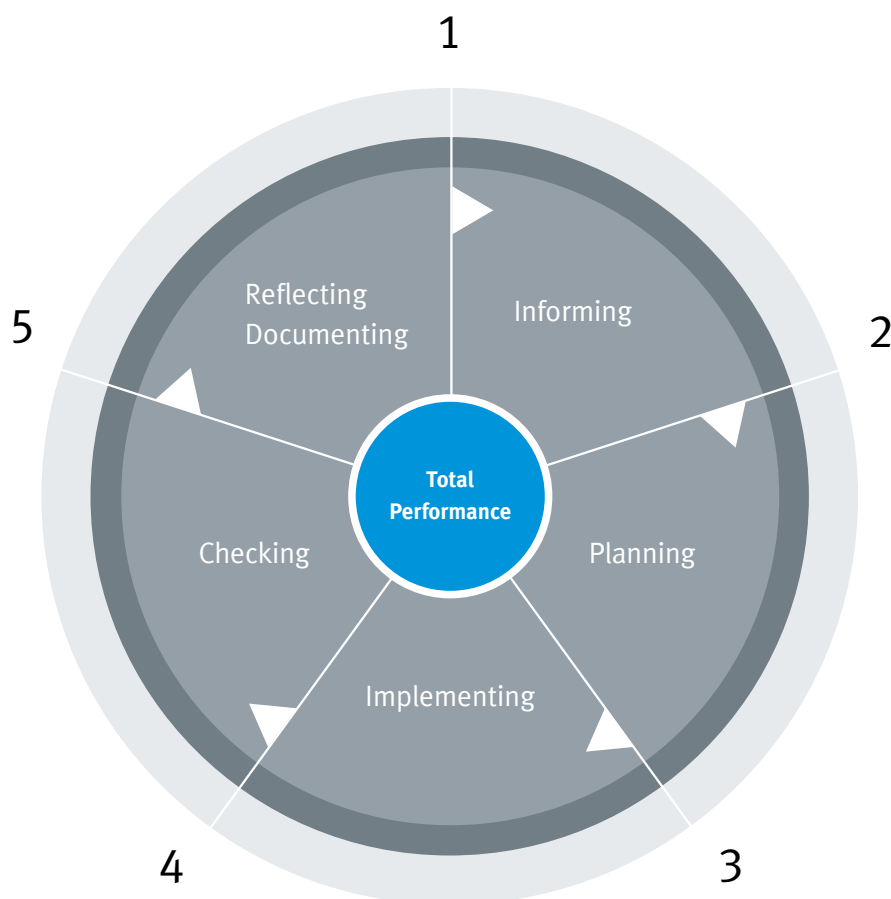 1
Reflecting
Documenting
Informing
5
2
Total
Performance
Checking
Planning
Implementing
4
3